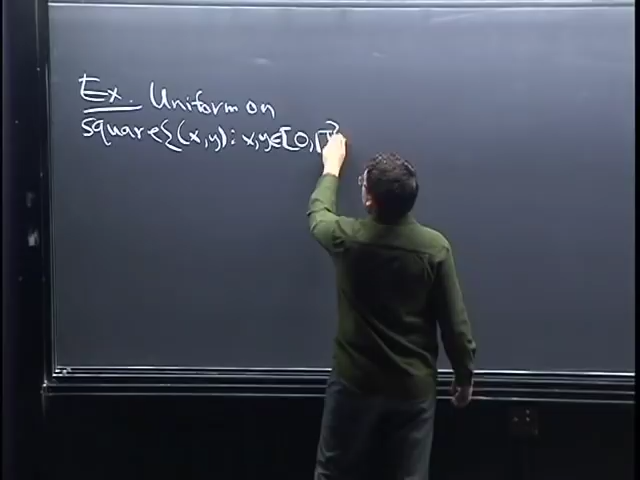 Ex. Uniform on
square {(x,y): x,y∈[0,1]}